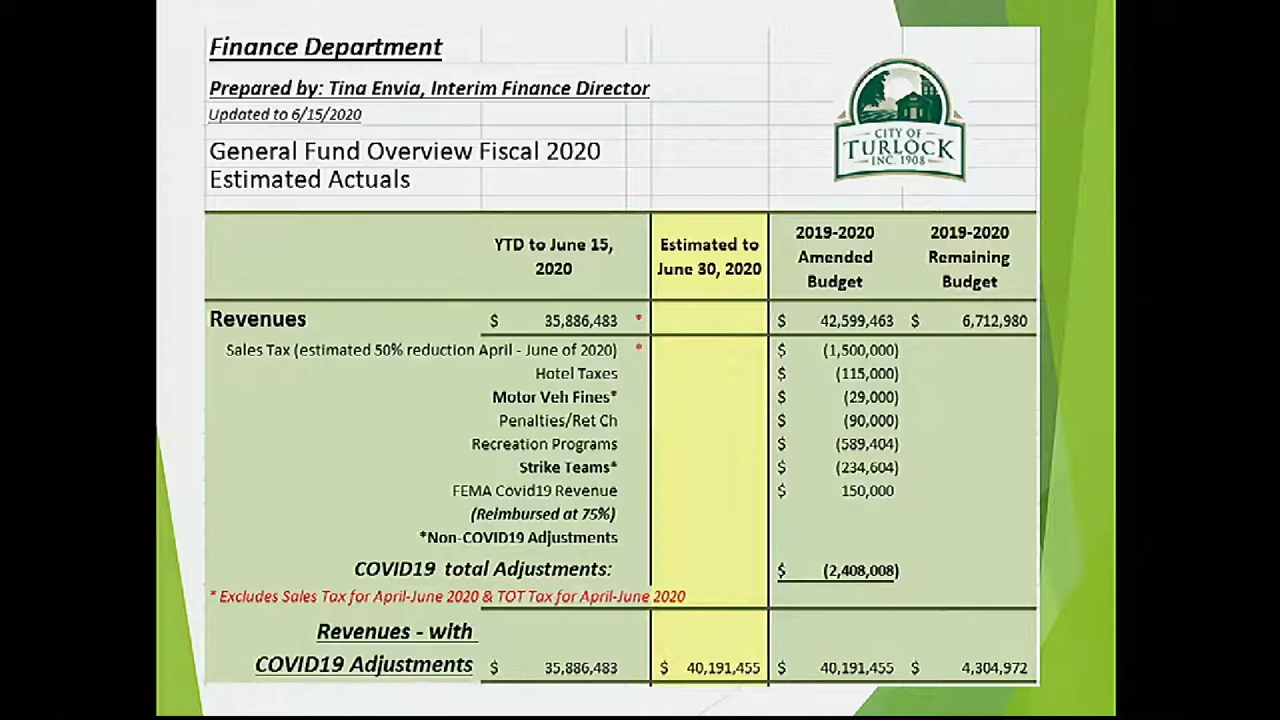 Finance Department
Prepared by: Tina Envia, Interim Finance Director
Updated to 6/15/2020
General Fund Overview Fiscal 2020
Estimated Actuals
CITY OF
TURLOCK
INC. 1908
YTD to June 15, 2020 Estimated to June 30, 2020 2019-2020 Amended Budget 2019-2020 Remaining Budget
Revenues $ 35,886,483 * $ 42,599,463 $ 6,712,980
Sales Tax (estimated 50% reduction April - June of 2020) * $ (1,500,000)
Hotel Taxes $ (115,000)
Motor Veh Fines* $ (29,000)
Penalties/Ret Ch $ (90,000)
Recreation Programs $ (589,404)
Strike Teams* $ (234,604)
FEMA Covid19 Revenue $ 150,000
(Reimbursed at 75%)
*Non-COVID19 Adjustments
COVID19 total Adjustments: $ (2,408,008)
* Excludes Sales Tax for April-June 2020 & TOT Tax for April-June 2020
Revenues - with
COVID19 Adjustments $ 35,886,483 $ 40,191,455 $ 40,191,455 $ 4,304,972